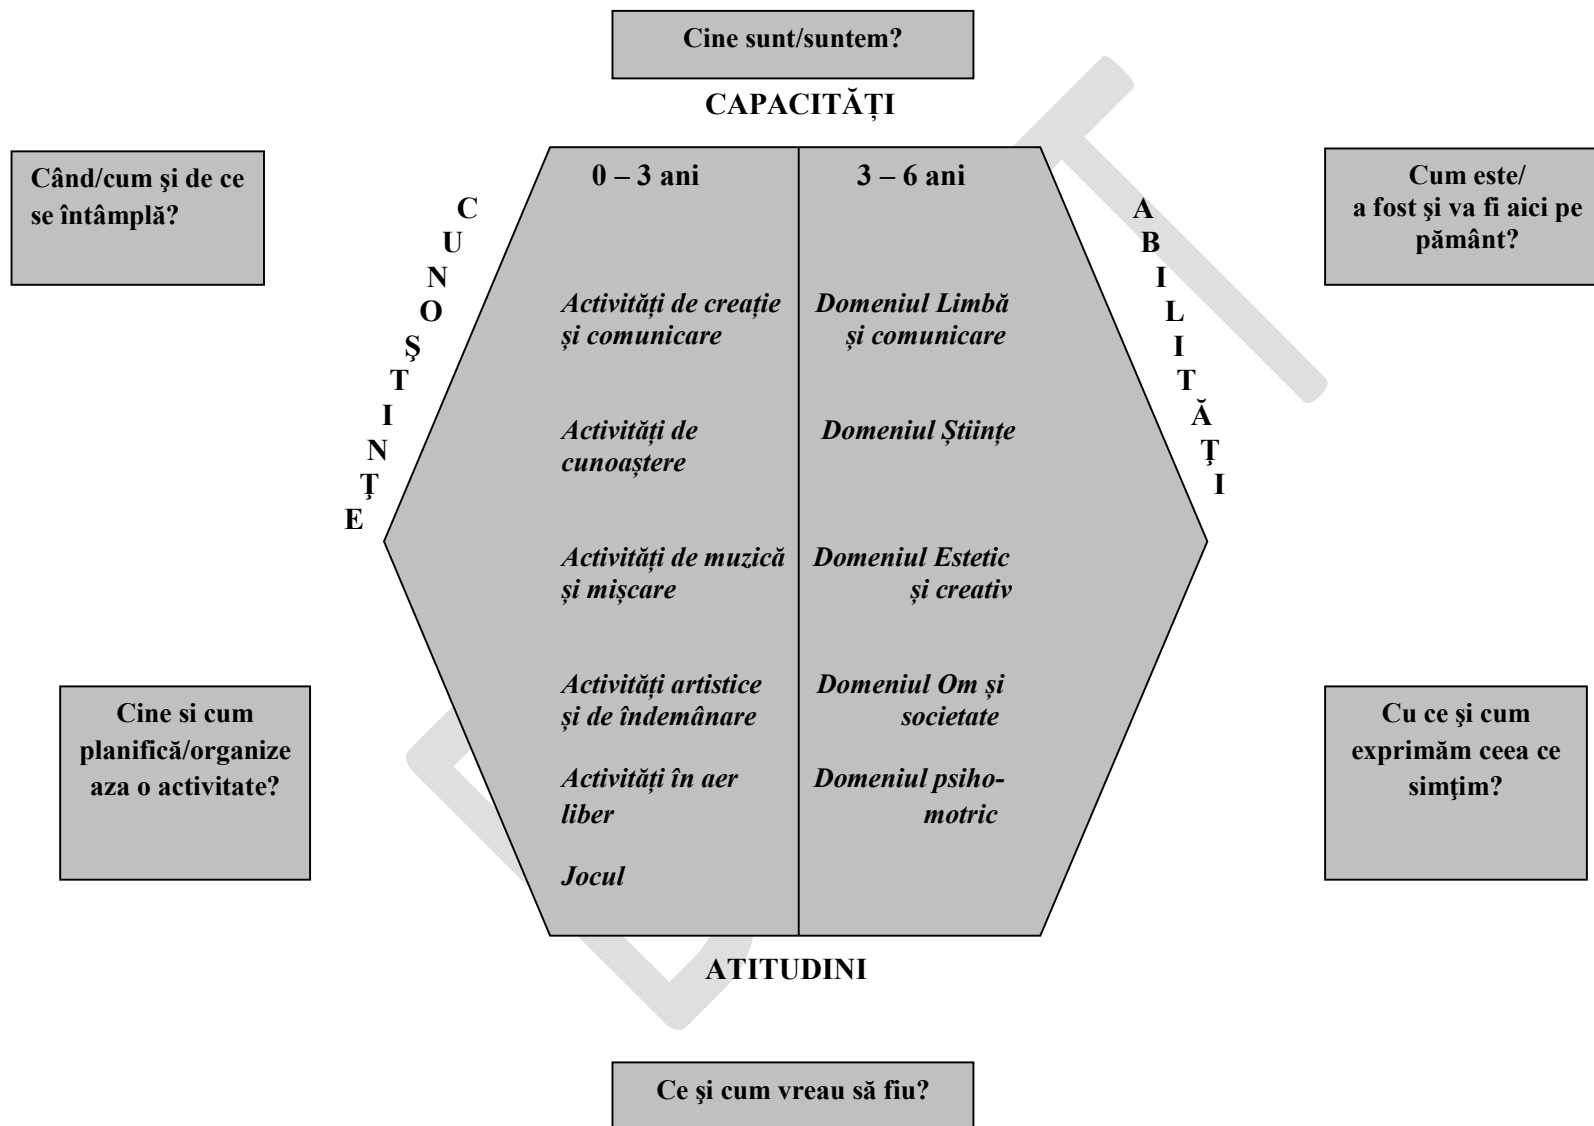 Cine sunt/suntem?
CAPACITĂȚI
Când/cum şi de ce
se întâmplă?
CUNOŞTINŢE
0 – 3 ani
Activități de creație
și comunicare
Activități de
cunoaștere
Activități de muzică
și mișcare
Activități artistice
și de îndemânare
Activități în aer
liber
Jocul
3 – 6 ani
Domeniul Limbă
și comunicare
Domeniul Științe
Domeniul Estetic
și creativ
Domeniul Om și
societate
Domeniul psiho-
motric
ABILITĂŢI
Cum este/
a fost şi va fi aici pe
pământ?
Cine si cum
planifică/organize
aza o activitate?
Cu ce şi cum
exprimăm ceea ce
simţim?
ATITUDINI
Ce şi cum vreau să fiu?